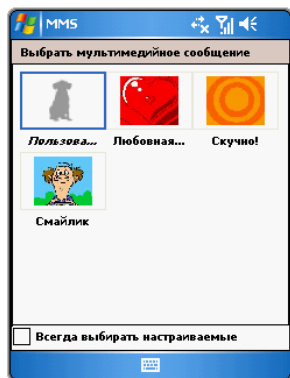 MMS
Выбрать мультимедийное сообщение
Пользова... Любовная... Скучно!
Смайлик
Всегда выбирать настраиваемые